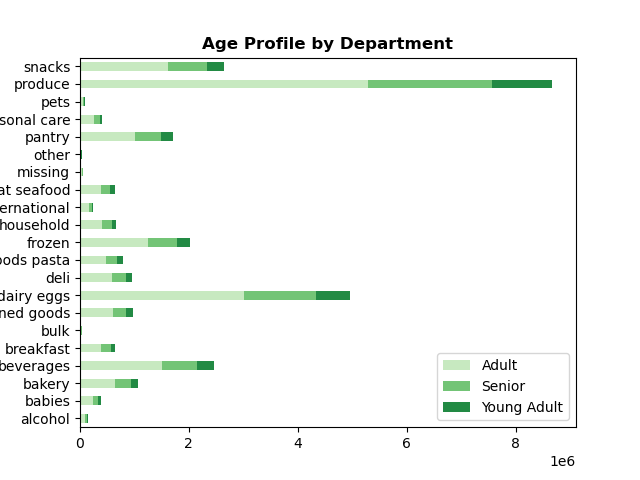 Age Profile by Department
snacks
produce
pets
sonal care
pantry
other
missing
at seafood
ernational
household
frozen
oods pasta
deli
dairy eggs
ned goods
bulk
breakfast
beverages
bakery
babies
alcohol
Adult
Senior
Young Adult
0 2 4 6 8
1e6